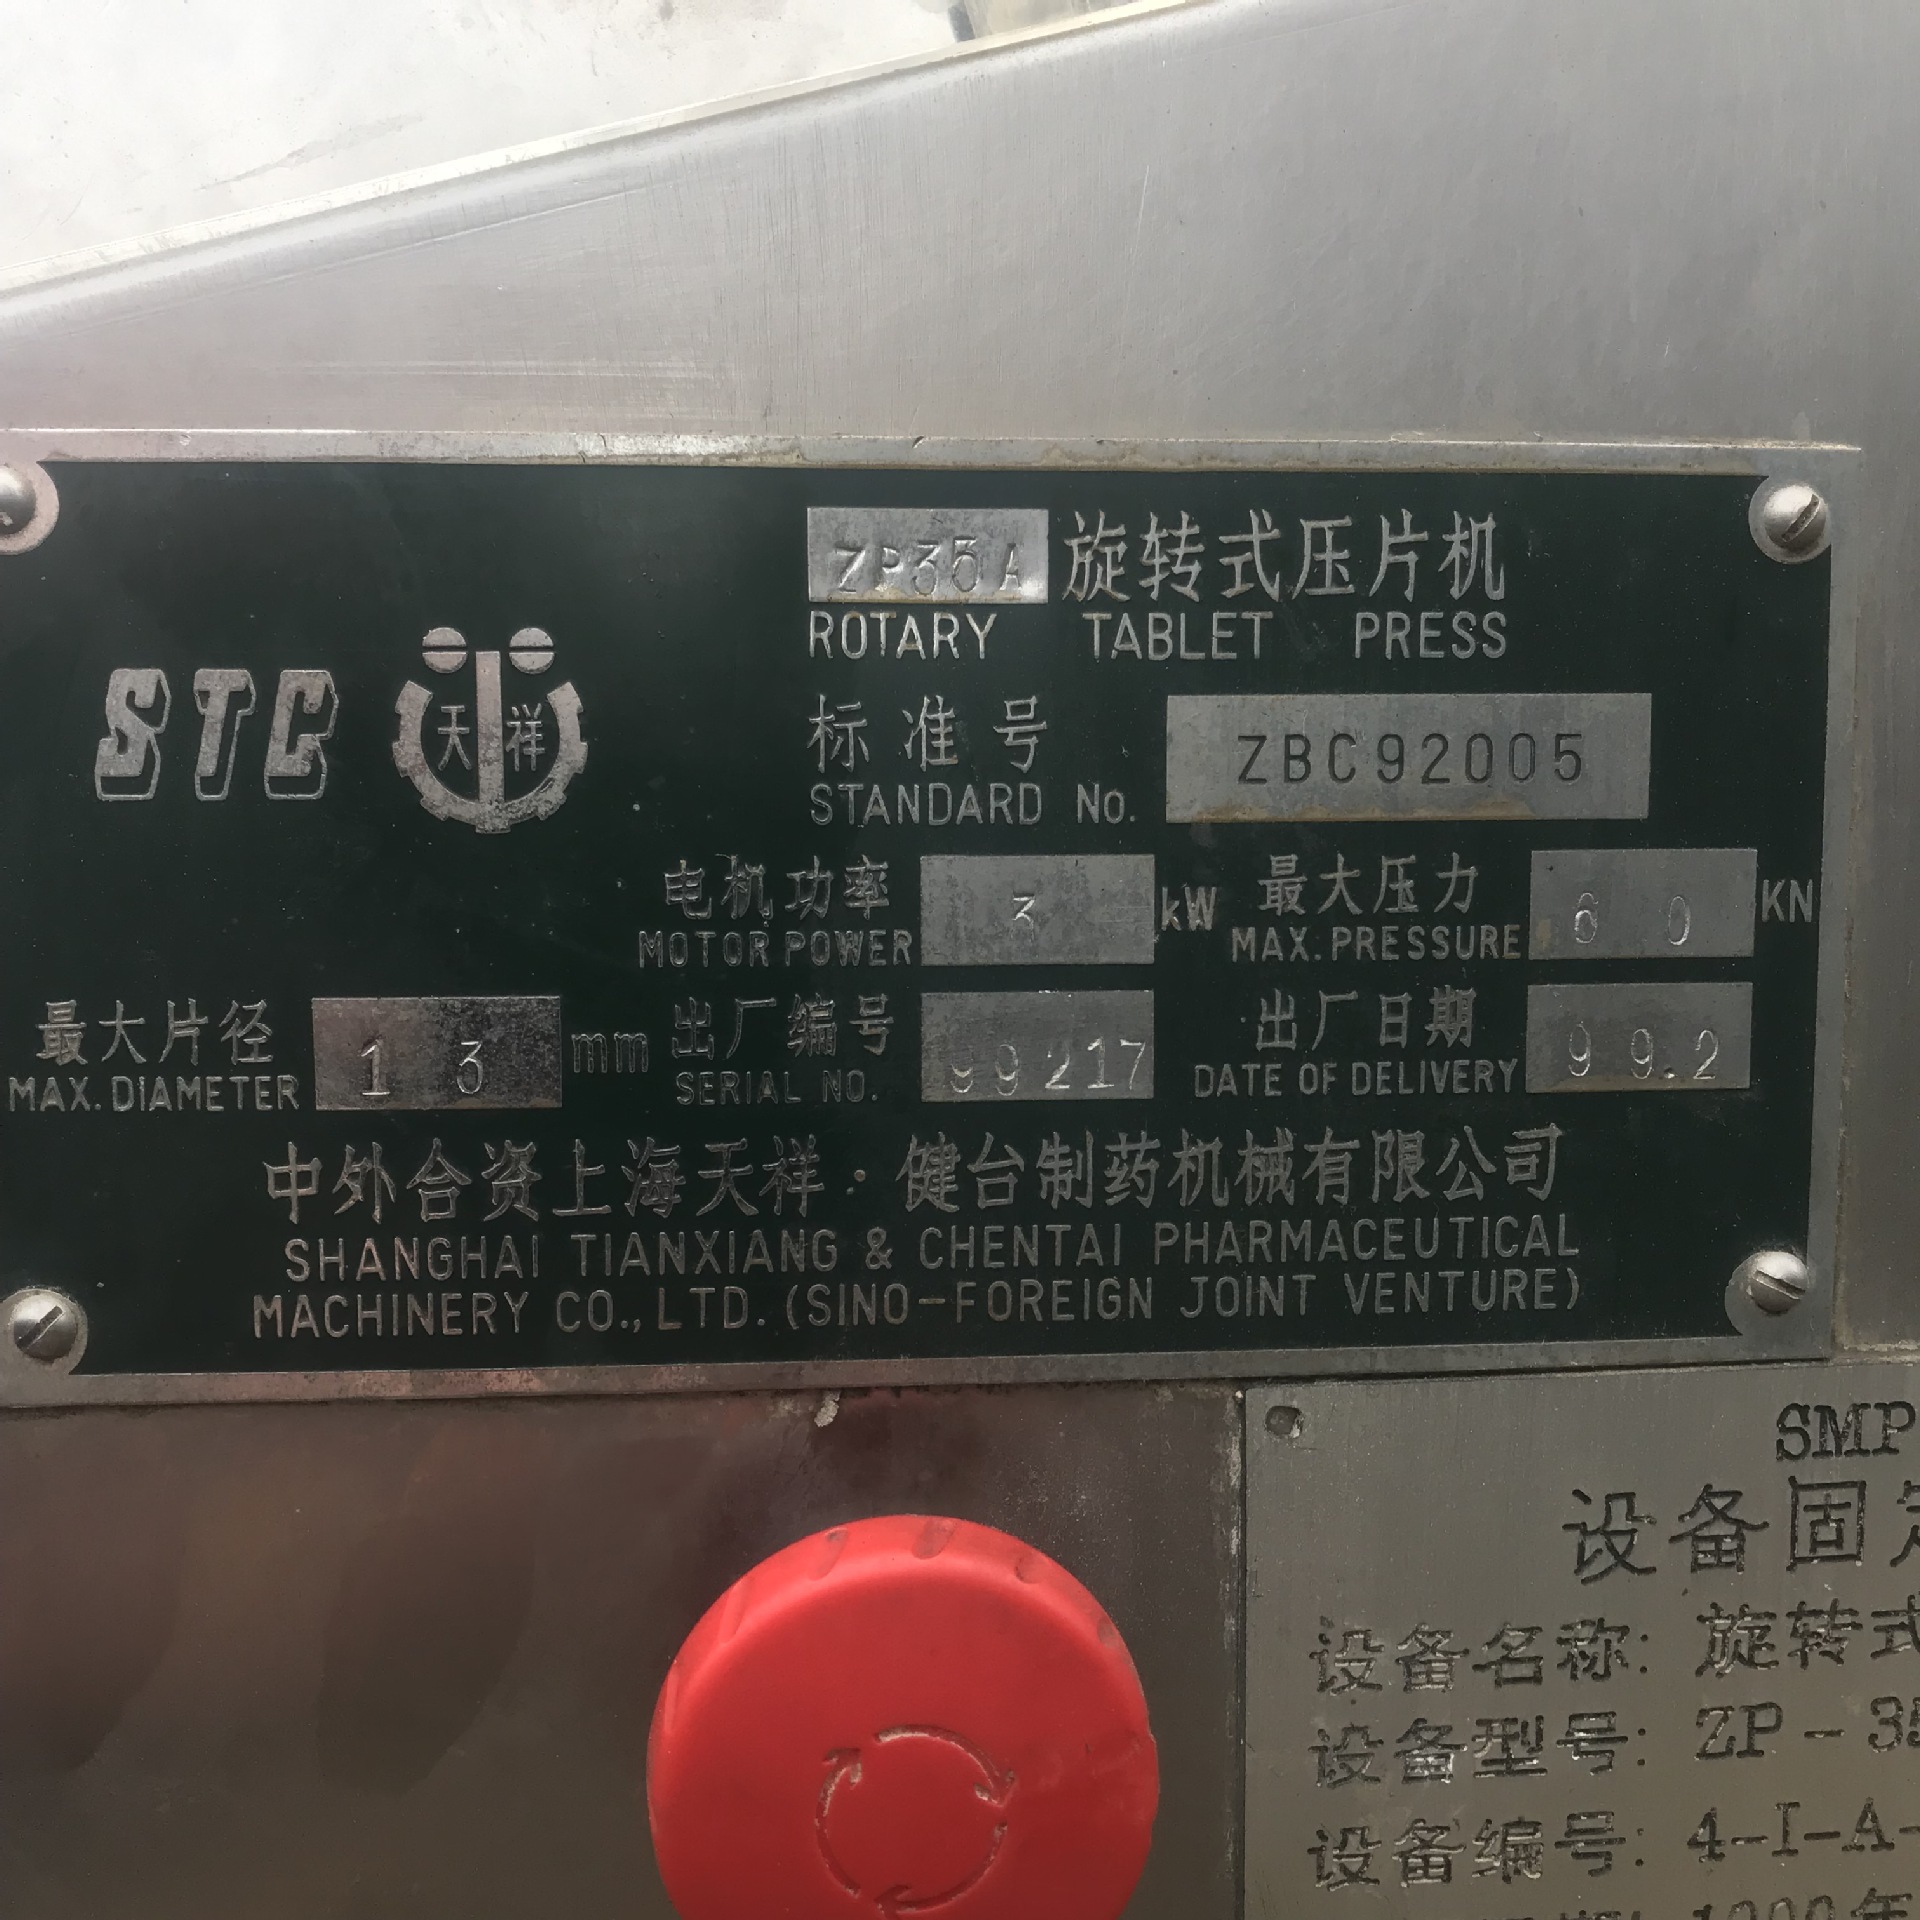 ZP35A 旋转式压片机
ROTARY TABLET PRESS
STC 天祥
标准号 ZBC92005
STANDARD No.
电机功率 3 kW 最大压力 60 KN
MOTOR POWER MAX. PRESSURE
最大片径 13 mm 出厂编号 99217 出厂日期 99.2
MAX. DIAMETER SERIAL NO. DATE OF DELIVERY
中外合资上海天祥·健台制药机械有限公司
SHANGHAI TIANXIANG & CHENTAI PHARMACEUTICAL
MACHINERY CO., LTD. (SINO-FOREIGN JOINT VENTURE)
SMP
设备固定
设备名称: 旋转式
设备型号: ZP-35
设备编号: 4-I-A-